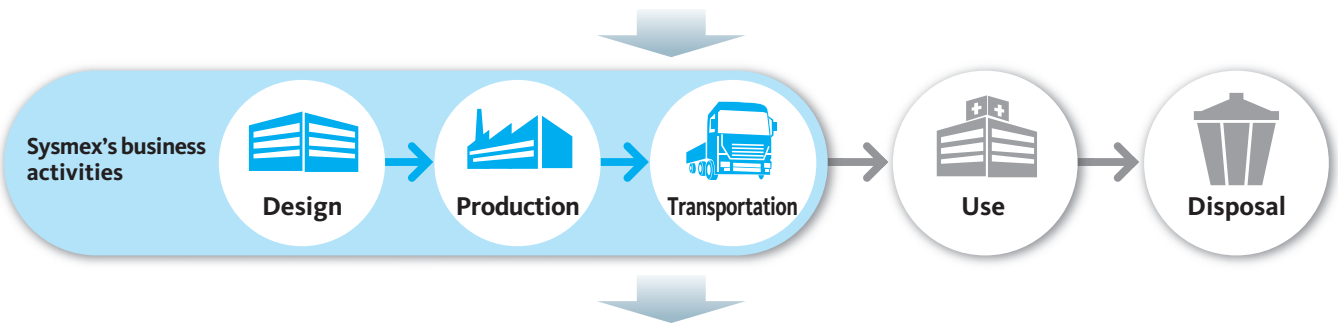 Sysmex’s business
activities
Design
Production
Transportation
Use
Disposal